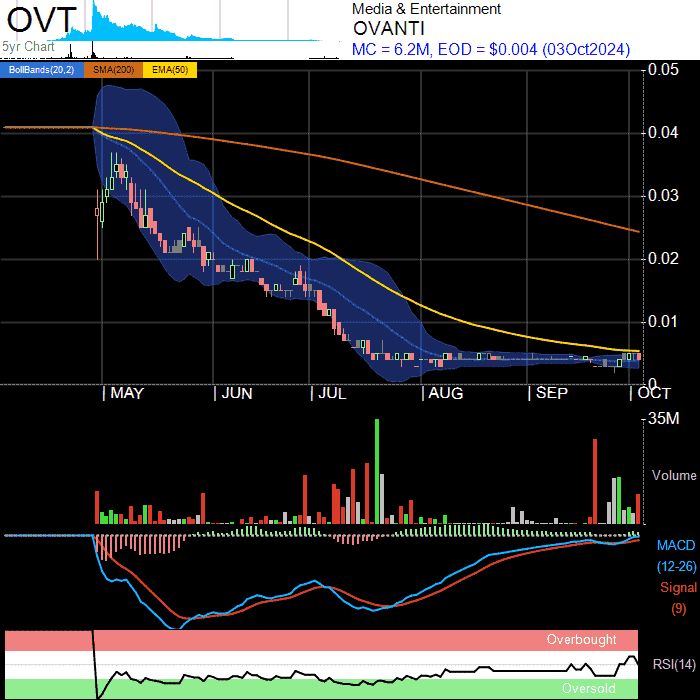 OVT
5yr Chart
Media & Entertainment
OVANTI
MC = 6.2M, EOD = $0.004 (03Oct2024)
BollBands(20,2) SMA(200) EMA(50)
0.05
0.04
0.03
0.02
0.01
0
MAY JUN JUL AUG SEP OCT
35M
Volume
MACD
(12-26)
Signal
(9)
Overbought
RSI(14)
Oversold